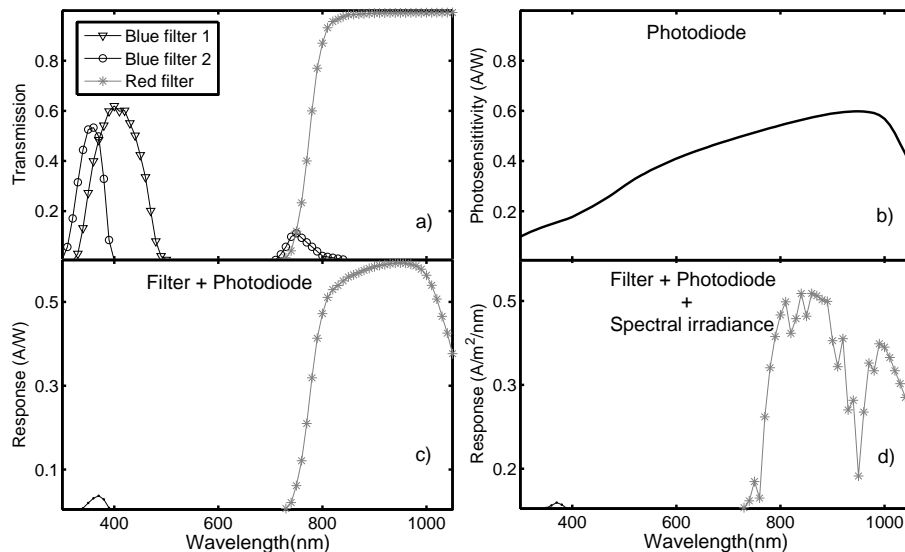 Blue filter 1
Blue filter 2
Red filter
0.8
0.6
0.4
0.2
Transmission
a)
Photodiode
0.8
0.6
0.4
0.2
Photosensititivity (A/W)
b)
Filter + Photodiode
0.5
0.3
0.1
Response (A/W)
c)
400 600 800 1000
Wavelength(nm)
Filter + Photodiode
+
Spectral irradiance
0.5
0.3
0.2
Response (A/m²/nm)
d)
400 600 800 1000
Wavelength(nm)